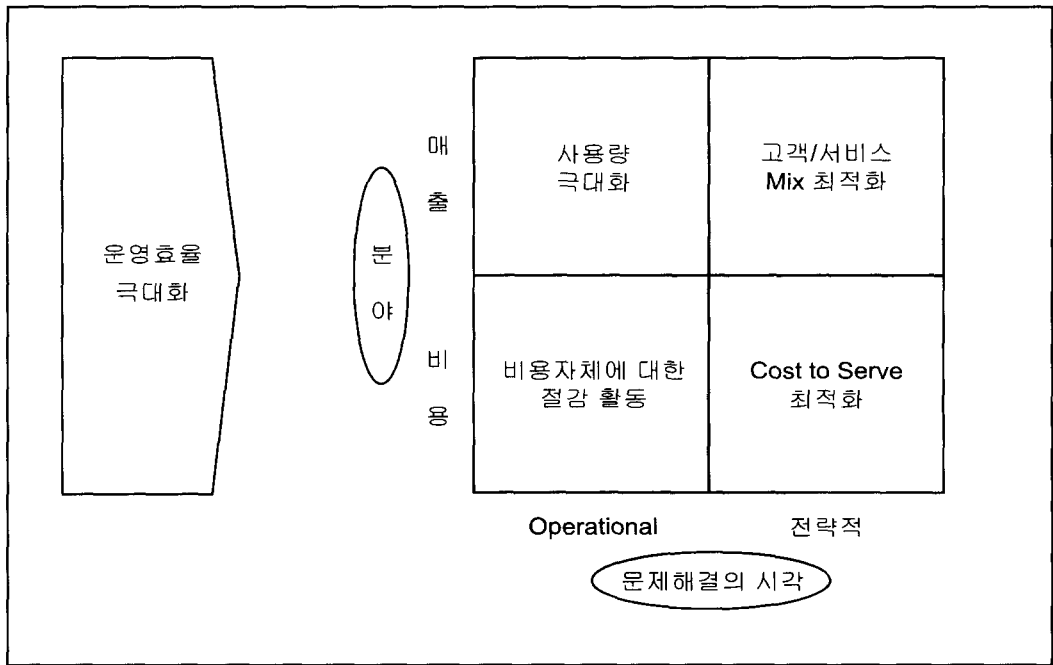 운영효율
극대화
분
야
매
출
비
용
사용량
극대화
고객/서비스
Mix 최적화
비용자체에 대한
절감 활동
Cost to Serve
최적화
Operational
전략적
문제해결의 시각